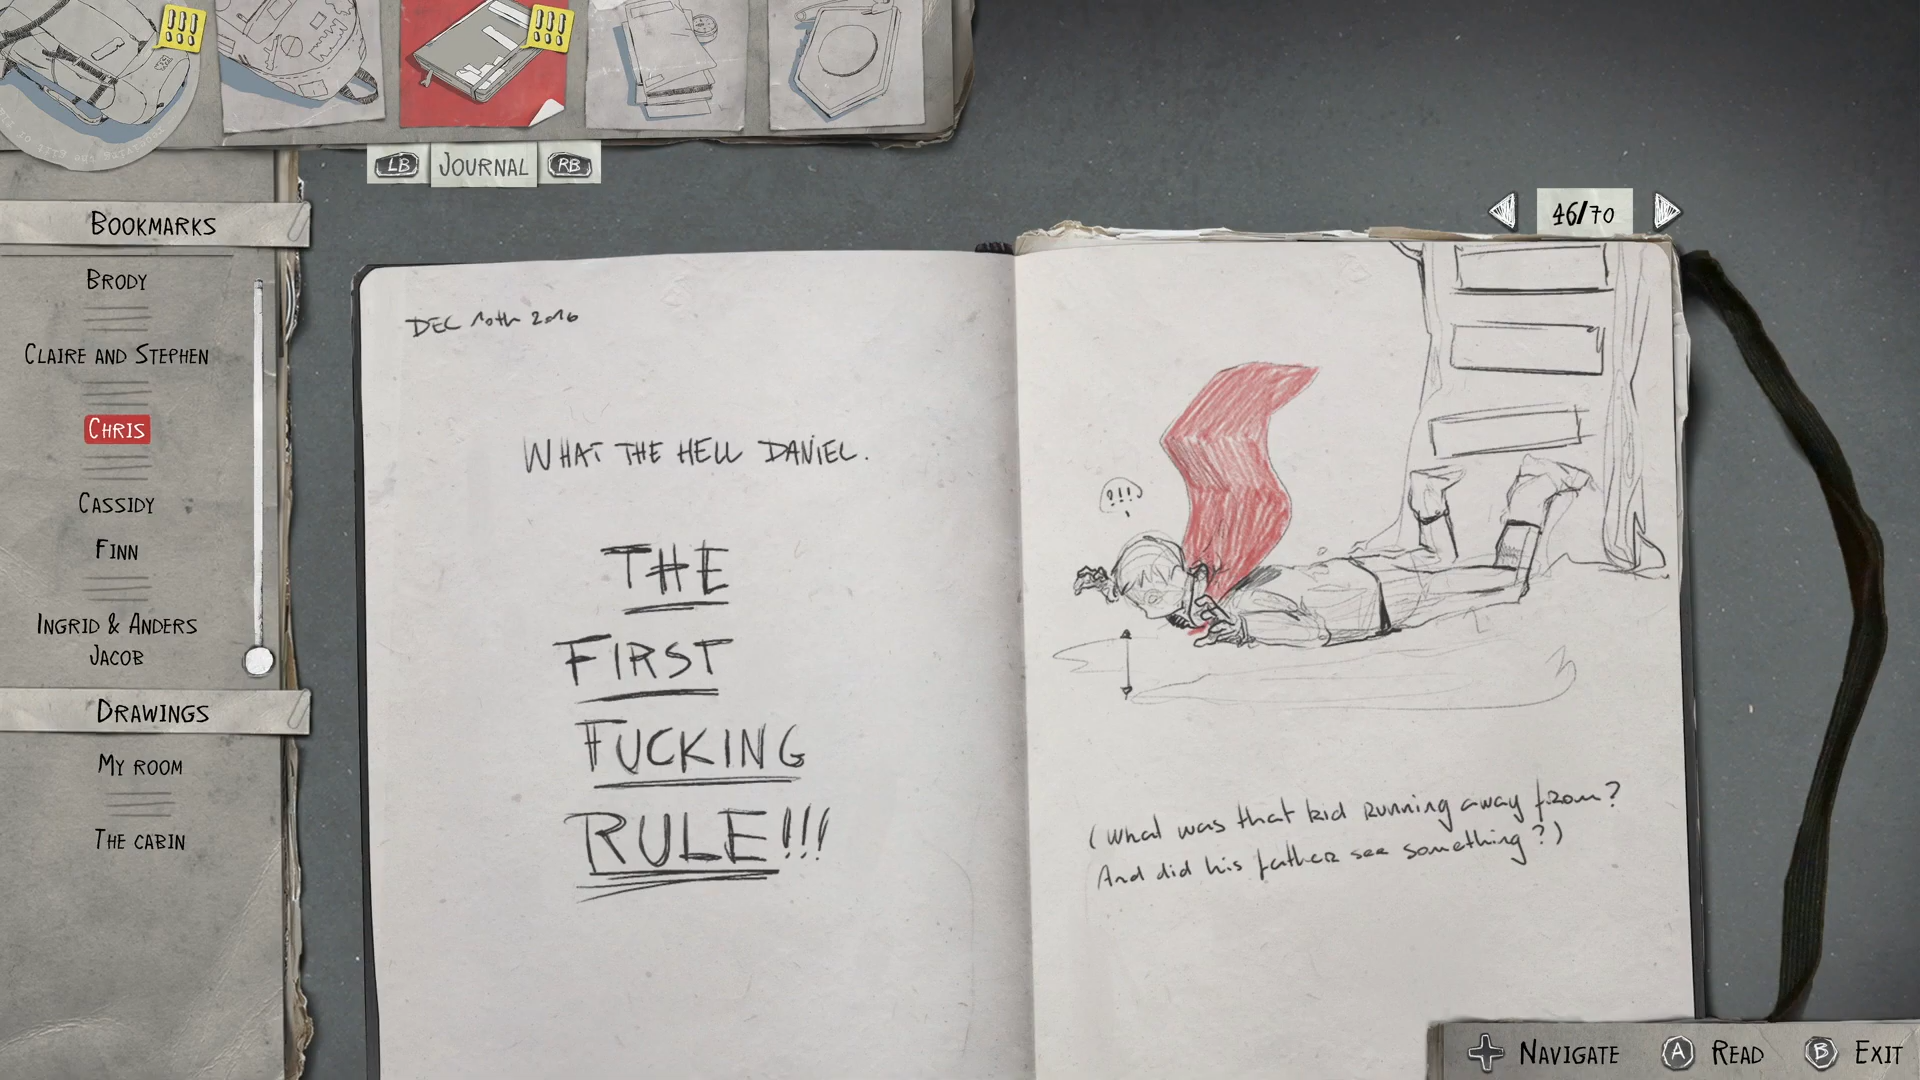 !!!
!!!
LB
JOURNAL
RB
BOOKMARKS
BRODY
CLAIRE AND STEPHEN
CHRIS
CASSIDY
FINN
INGRID & ANDERS
JACOB
DRAWINGS
MY ROOM
THE CABIN
46/70
DEC 10th 2016
WHAT THE HELL DANIEL.
THE
FIRST
FUCKING
RULE!!!
?!!!
(What was that kid running away from?
And did his father see something?)
NAVIGATE
A READ
B EXIT